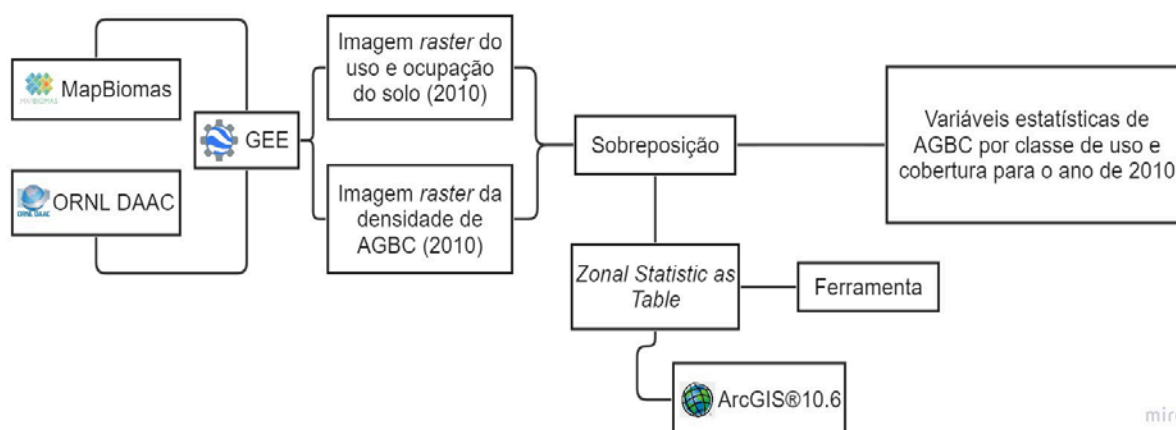 MapBiomas
MAPBIOMAS
ORNL DAAC
ORNL DAAC
GEE
Imagem raster do
uso e ocupação
do solo (2010)
Imagem raster da
densidade de
AGBC (2010)
Sobreposição
Zonal Statistic as
Table
Ferramenta
ArcGIS®10.6
Variáveis estatísticas de
AGBC por classe de uso e
cobertura para o ano de 2010